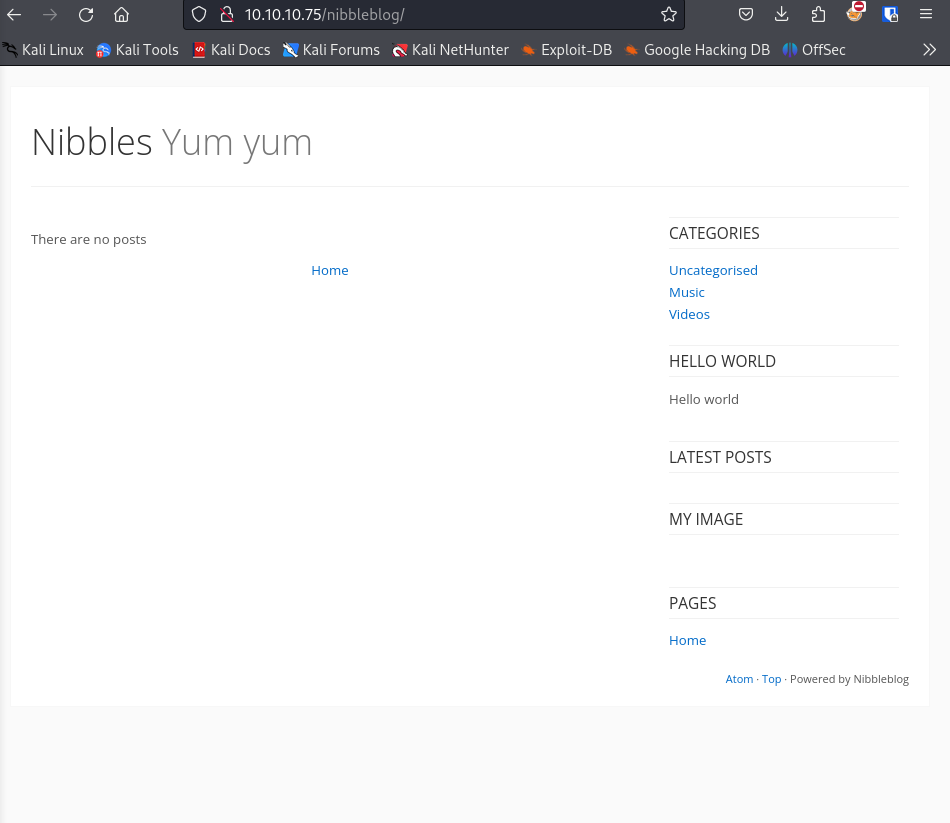 10.10.10.75/nibbleblog/
Kali Linux Kali Tools Kali Docs Kali Forums Kali NetHunter Exploit-DB Google Hacking DB OffSec
Nibbles Yum yum
There are no posts
Home
CATEGORIES
Uncategorised
Music
Videos
HELLO WORLD
Hello world
LATEST POSTS
MY IMAGE
PAGES
Home
Atom · Top · Powered by Nibbleblog